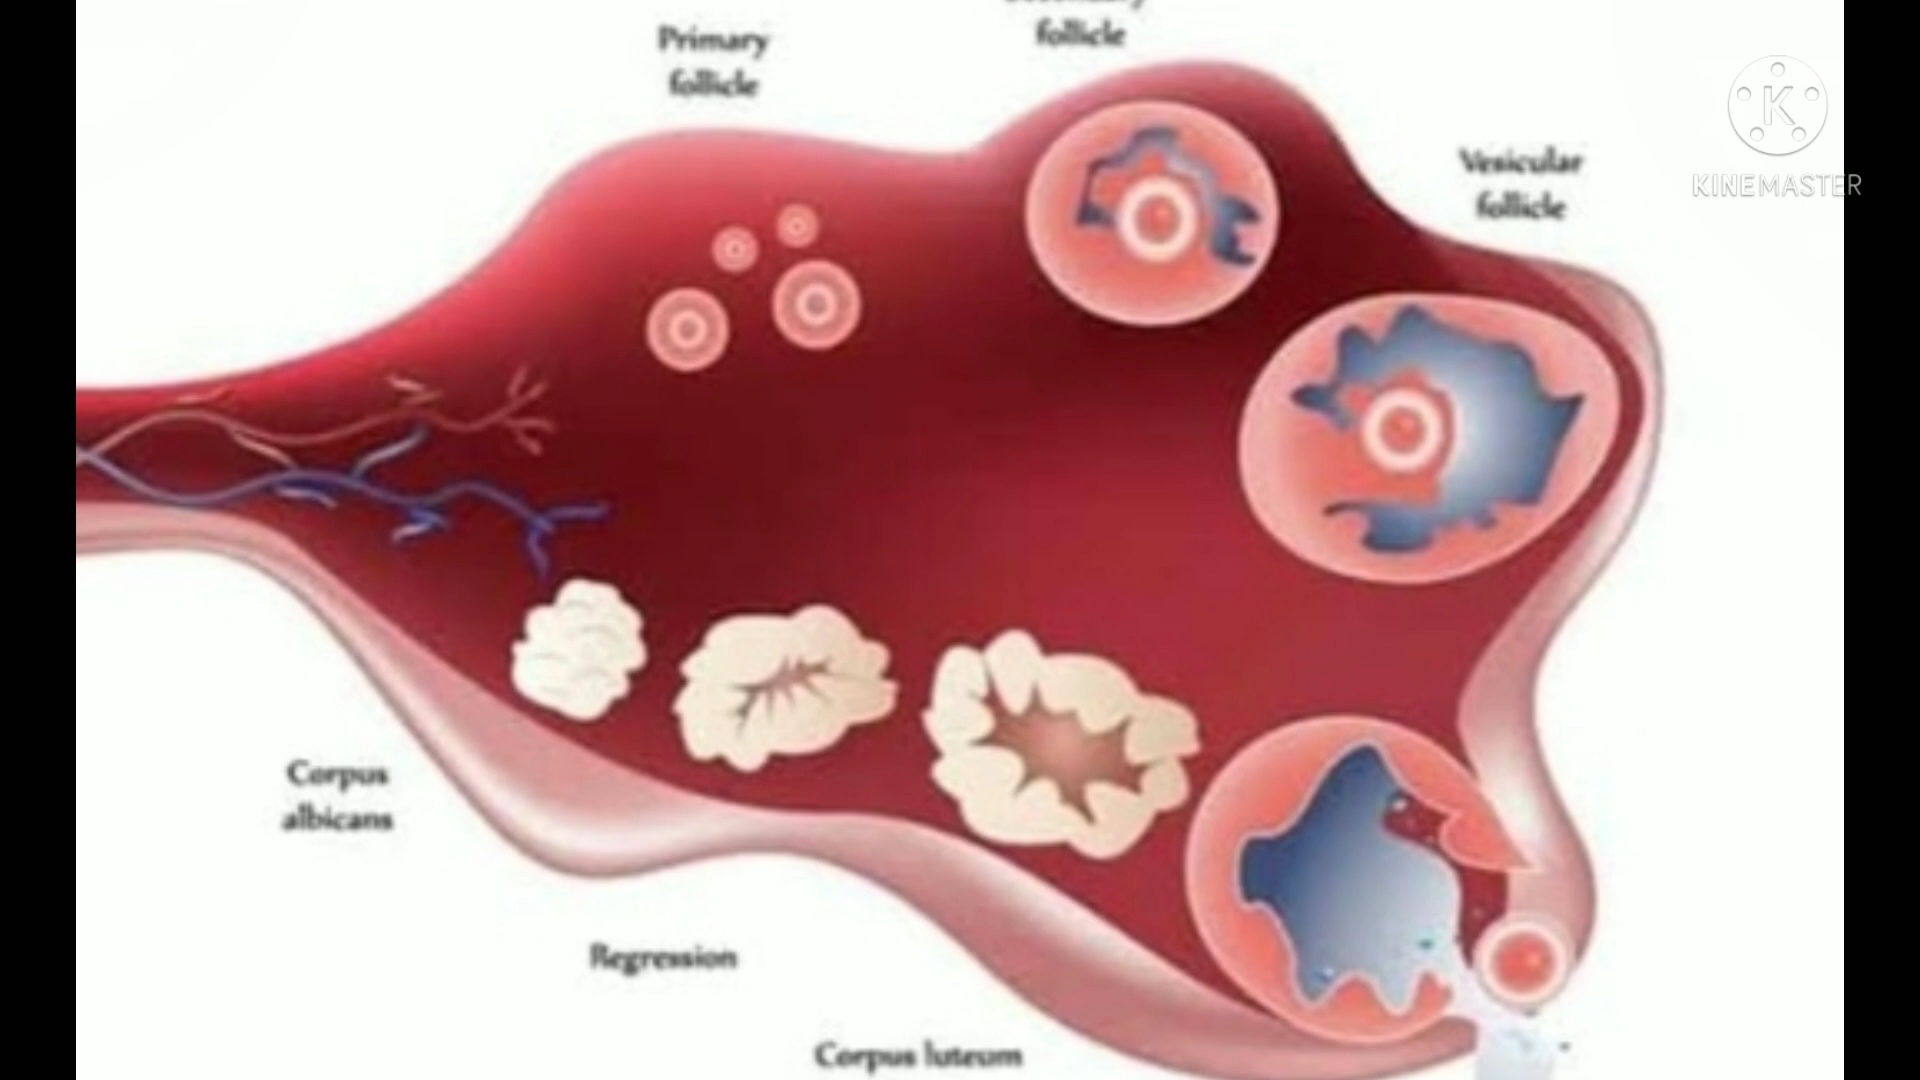 Primary
follicle
follicle
Vesicular
follicle
K
KINEMASTER
Corpus
albicans
Regression
Corpus luteum